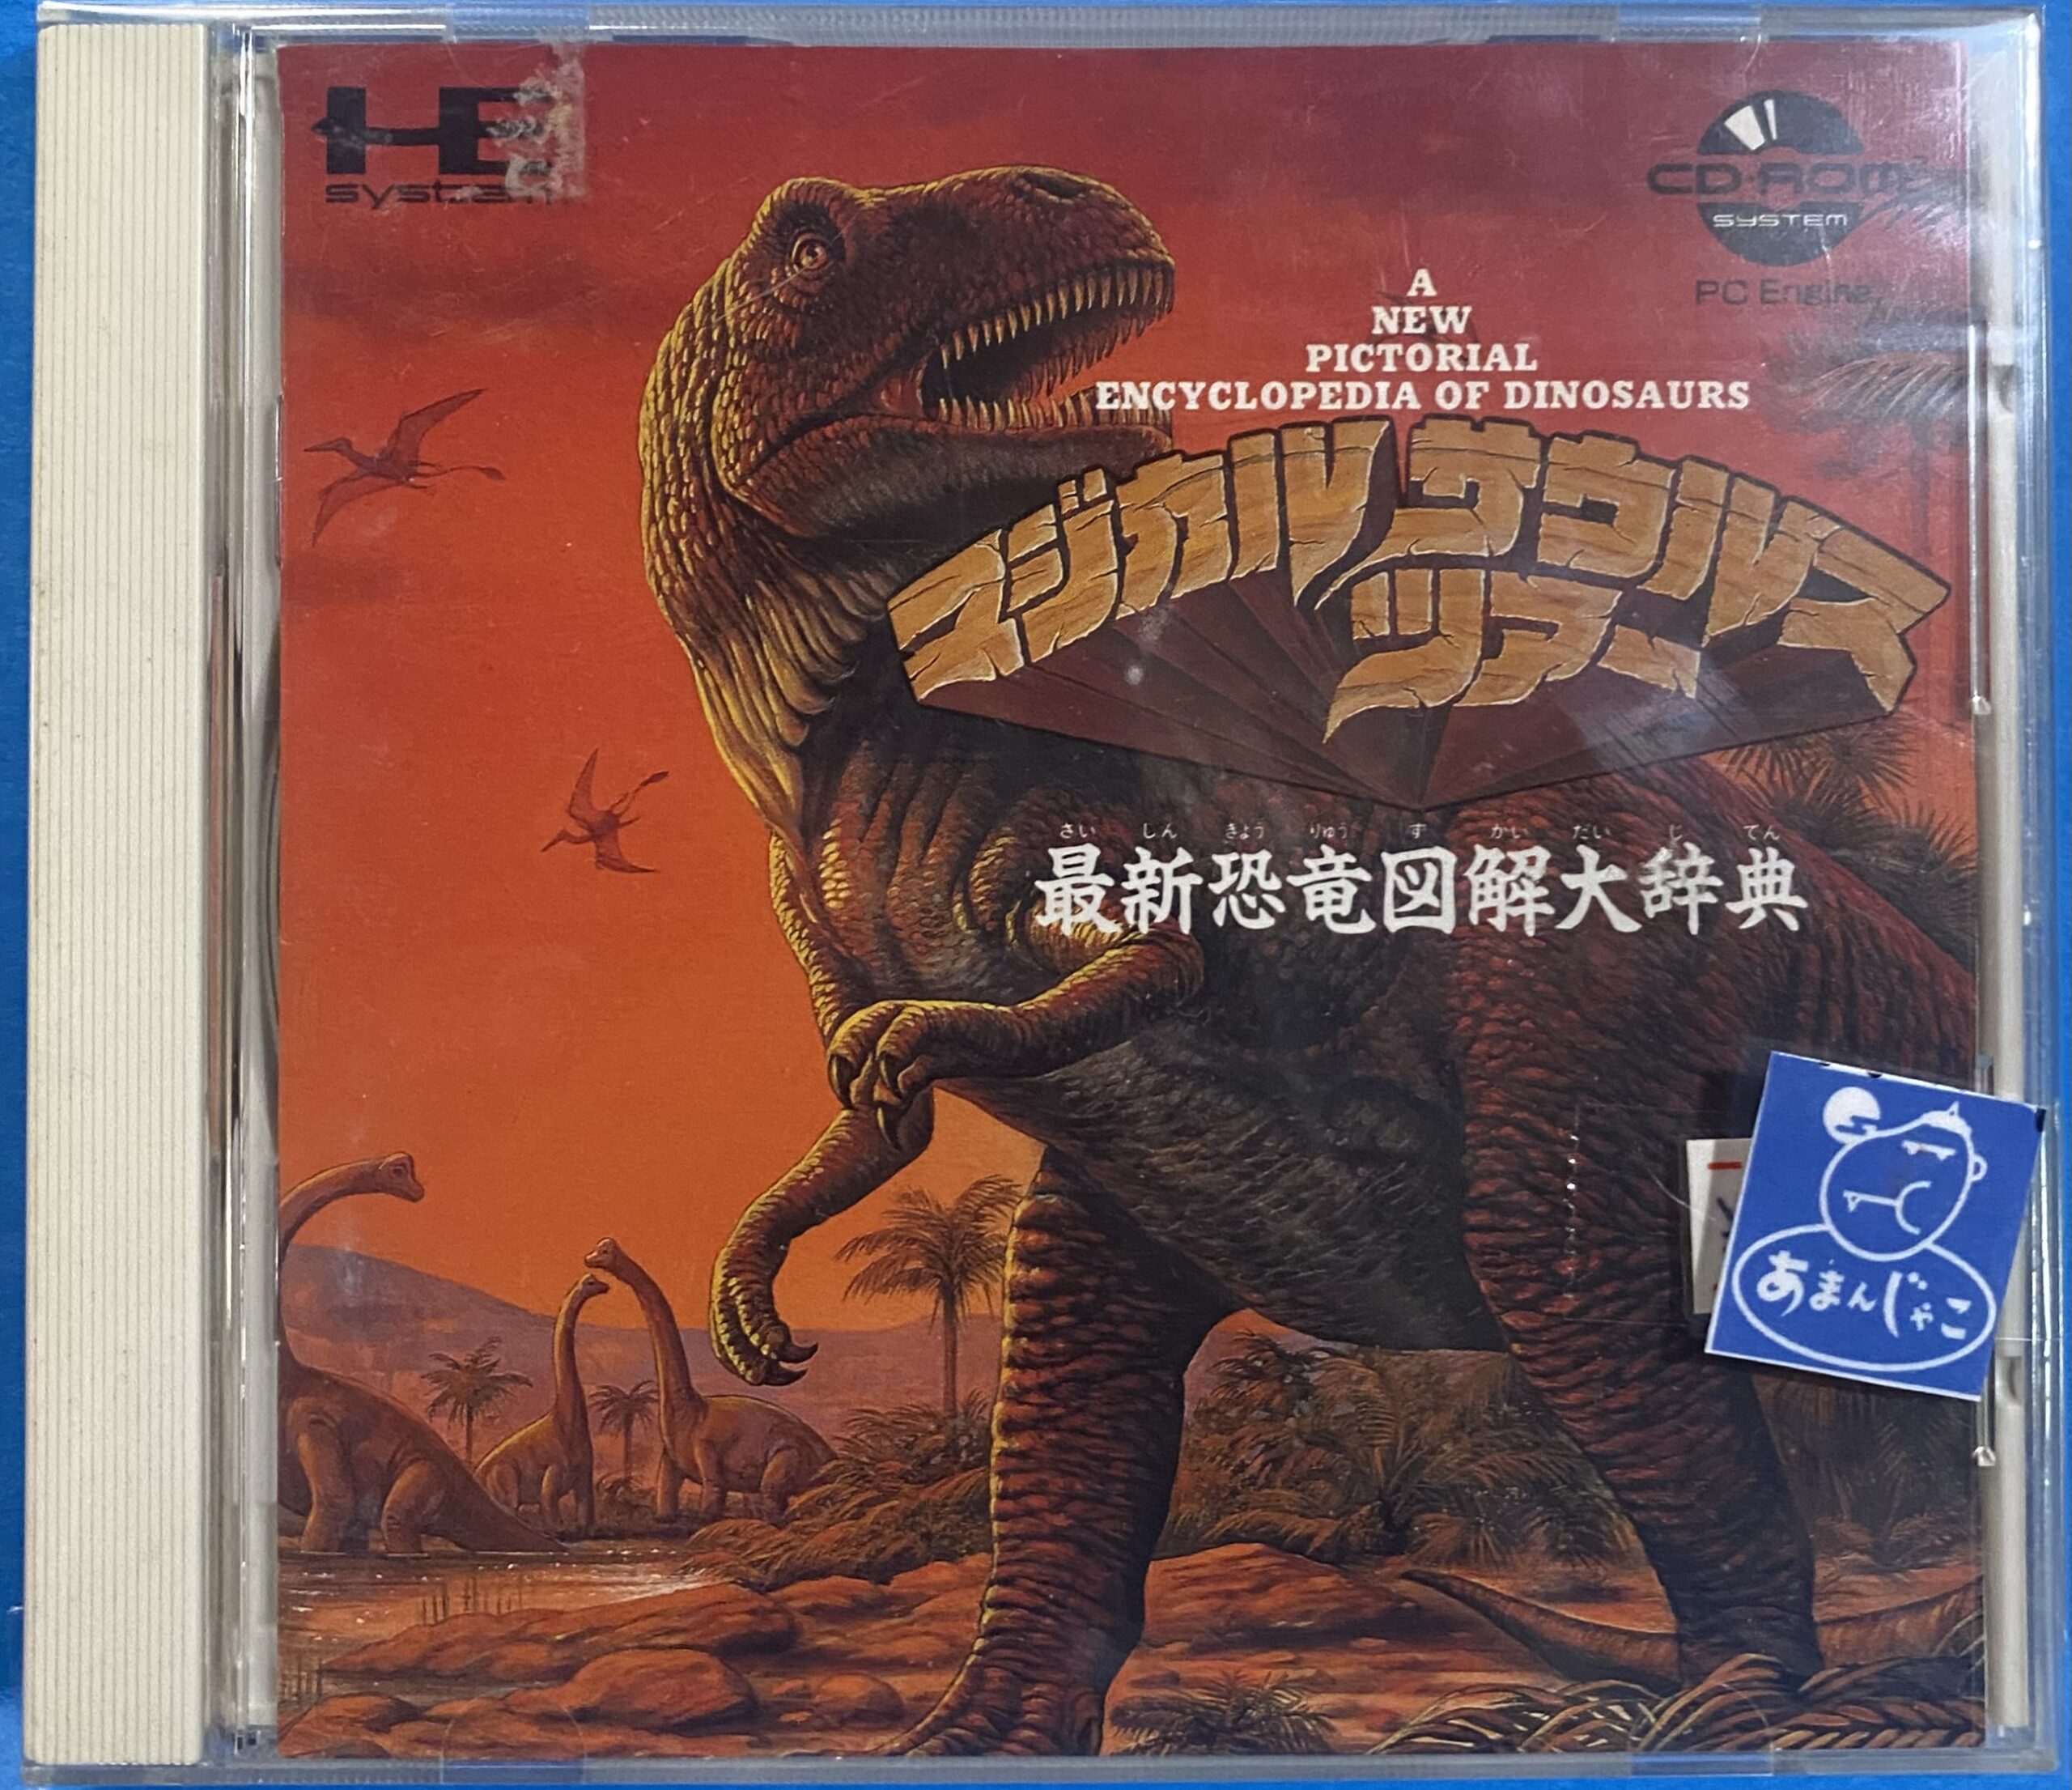 HE
system
CD-ROM²
SYSTEM
PC Engine
A
NEW
PICTORIAL
ENCYCLOPEDIA OF DINOSAURS
マジカルサウルス
ツアー
さい しん きょう りゅう ず かい だい じ てん
最新恐竜図解大辞典
あまんじゃこ